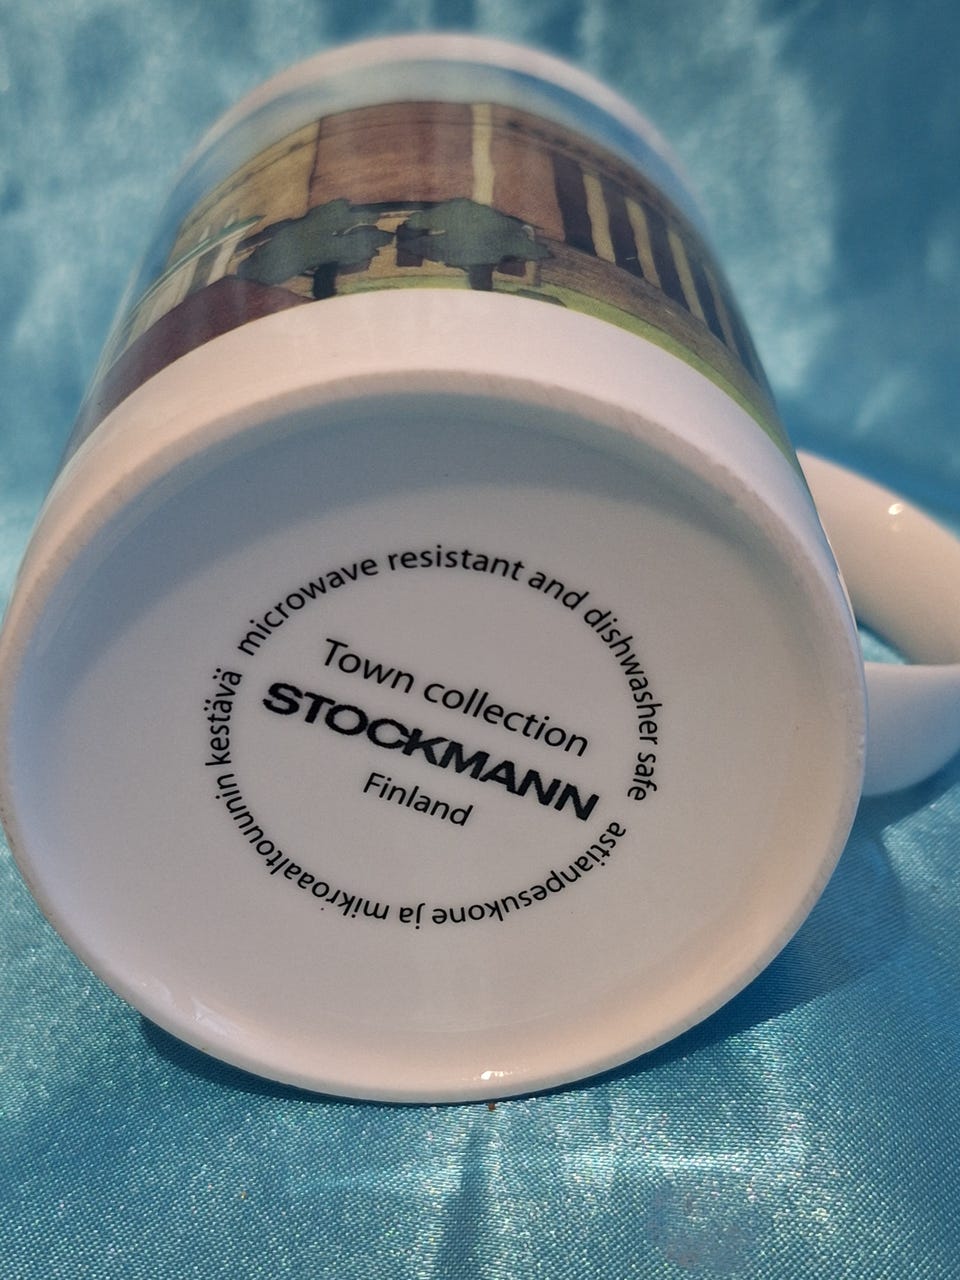 microwave resistant and dishwasher safe
Town collection
STOCKMANN
Finland
astianpesukone ja mikroaaltouunin kestävä